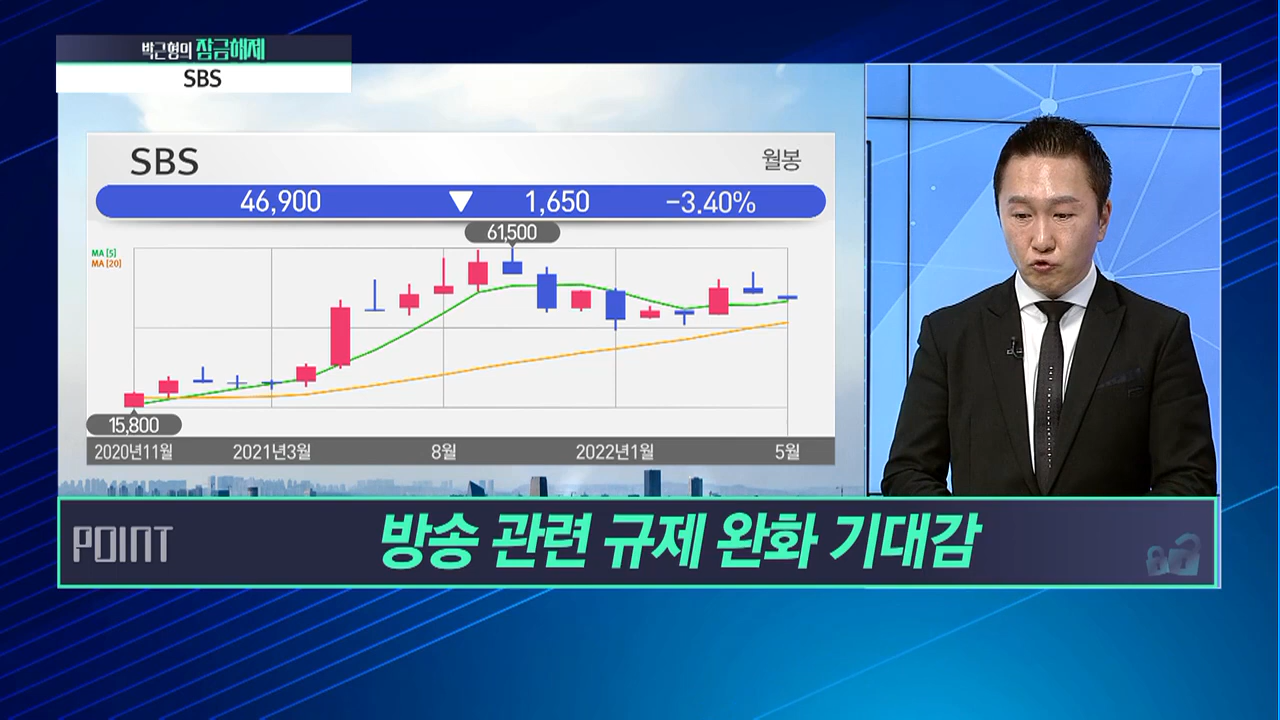 박근형의 잠금해제
SBS
SBS
월봉
46,900 ▼ 1,650 -3.40%
61,500
MA [5]
MA [20]
15,800
2020년11월 2021년3월 8월 2022년1월 5월
POINT 방송 관련 규제 완화 기대감